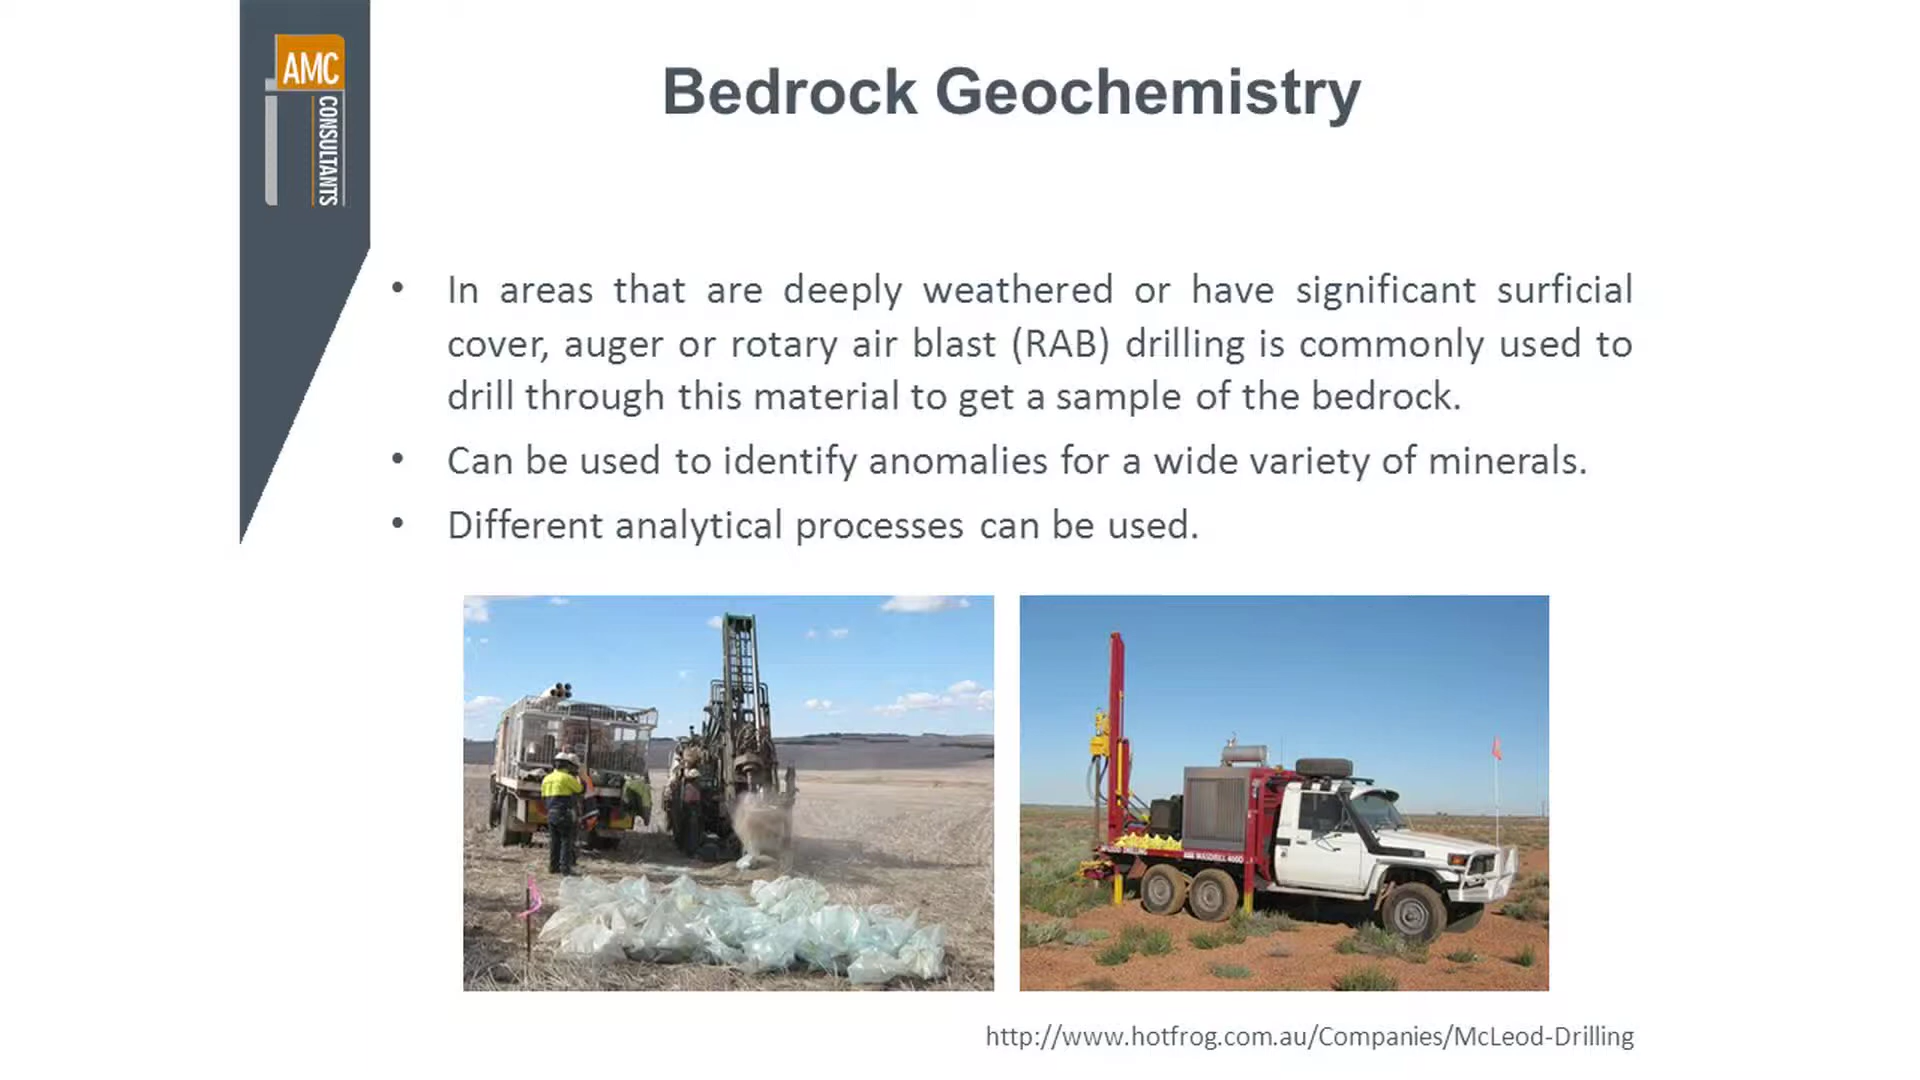 AMC
CONSULTANTS
Bedrock Geochemistry
• In areas that are deeply weathered or have significant surficial
cover, auger or rotary air blast (RAB) drilling is commonly used to
drill through this material to get a sample of the bedrock.
• Can be used to identify anomalies for a wide variety of minerals.
• Different analytical processes can be used.
http://www.hotfrog.com.au/Companies/McLeod-Drilling